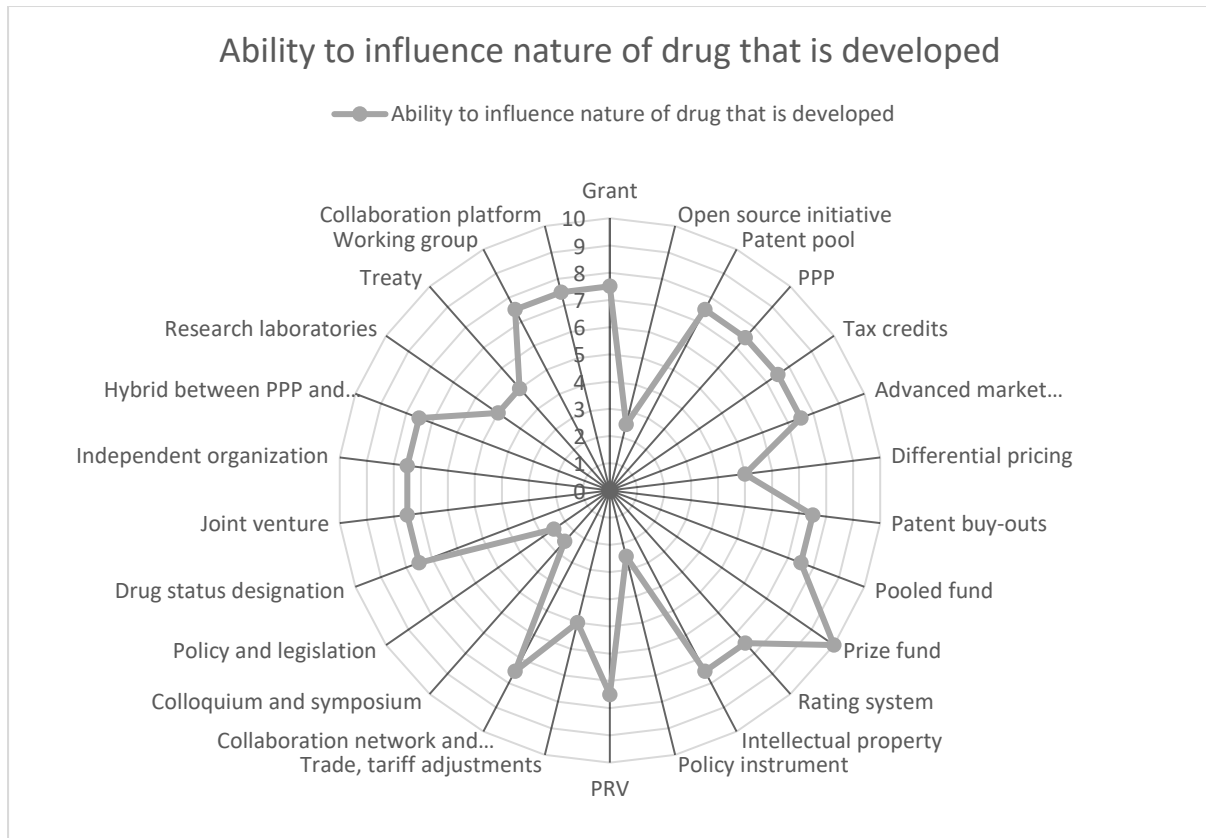 Ability to influence nature of drug that is developed
Ability to influence nature of drug that is developed
Grant
Open source initiative
Patent pool
PPP
Tax credits
Advanced market...
Differential pricing
Patent buy-outs
Pooled fund
Prize fund
Rating system
Intellectual property
Policy instrument
PRV
Trade, tariff adjustments
Collaboration network and...
Colloquium and symposium
Policy and legislation
Drug status designation
Joint venture
Independent organization
Hybrid between PPP and...
Research laboratories
Treaty
Working group
Collaboration platform
10
9
8
7
6
5
4
3
2
1
0